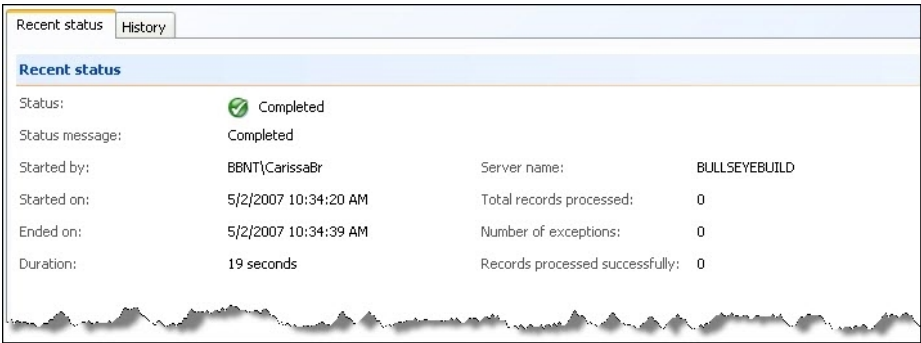 Recent status
History
Recent status
Status: Completed
Status message: Completed
Started by: BBNT\CarissaBr Server name: BULLSEYEBUILD
Started on: 5/2/2007 10:34:20 AM Total records processed: 0
Ended on: 5/2/2007 10:34:39 AM Number of exceptions: 0
Duration: 19 seconds Records processed successfully: 0